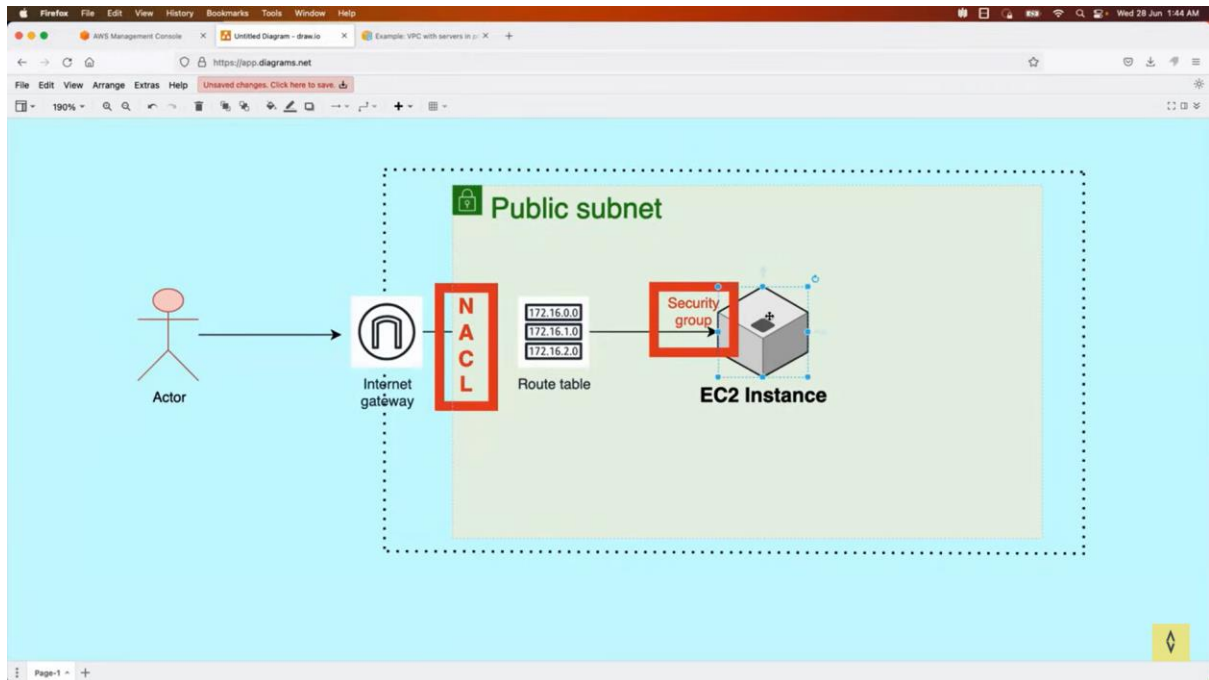 Firefox File Edit View History Bookmarks Tools Window Help
Wed 28 Jun 1:44 AM
AWS Management Console
Untitled Diagram - draw.io
Example: VPC with servers in
https://app.diagrams.net
File Edit View Arrange Extras Help Unsaved changes. Click here to save.
190%
Public subnet
N
A
C
L
172.16.0.0
172.16.1.0
172.16.2.0
Security
group
Actor
Internet
gateway
Route table
EC2 Instance
Page-1